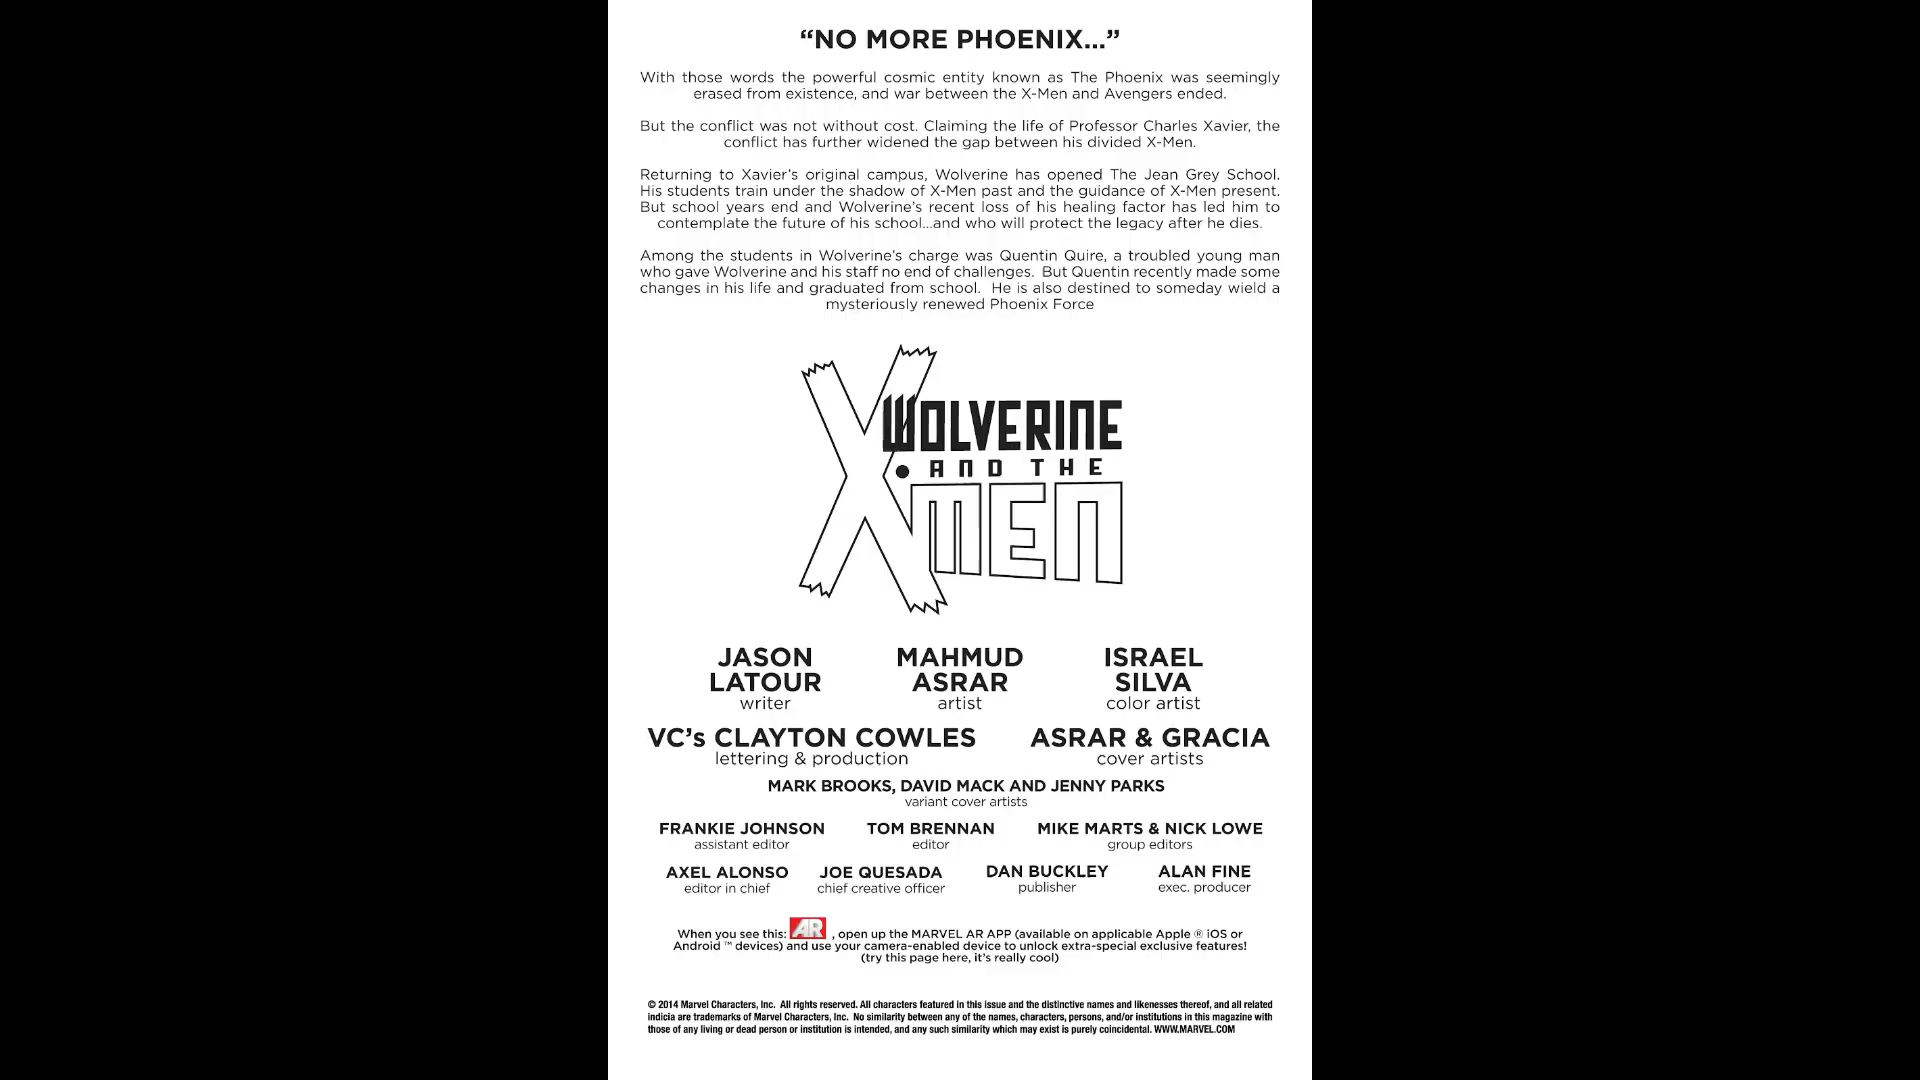 “NO MORE PHOENIX...”
With those words the powerful cosmic entity known as The Phoenix was seemingly
erased from existence, and war between the X-Men and Avengers ended.
But the conflict was not without cost. Claiming the life of Professor Charles Xavier, the
conflict has further widened the gap between his divided X-Men.
Returning to Xavier’s original campus, Wolverine has opened The Jean Grey School.
His students train under the shadow of X-Men past and the guidance of X-Men present.
But school years end and Wolverine’s recent loss of his healing factor has led him to
contemplate the future of his school...and who will protect the legacy after he dies.
Among the students in Wolverine’s charge was Quentin Quire, a troubled young man
who gave Wolverine and his staff no end of challenges. But Quentin recently made some
changes in his life and graduated from school. He is also destined to someday wield a
mysteriously renewed Phoenix Force
WOLVERINE
AND THE
X•MEN
JASON MAHMUD ISRAEL
LATOUR ASRAR SILVA
writer artist color artist
VC’s CLAYTON COWLES ASRAR & GRACIA
lettering & production cover artists
MARK BROOKS, DAVID MACK AND JENNY PARKS
variant cover artists
FRANKIE JOHNSON TOM BRENNAN MIKE MARTS & NICK LOWE
assistant editor editor group editors
AXEL ALONSO JOE QUESADA DAN BUCKLEY ALAN FINE
editor in chief chief creative officer publisher exec. producer
When you see this: AR , open up the MARVEL AR APP (available on applicable Apple ® iOS or
Android ™ devices) and use your camera-enabled device to unlock extra-special exclusive features!
(try this page here, it’s really cool)
© 2014 Marvel Characters, Inc. All rights reserved. All characters featured in this issue and the distinctive names and likenesses thereof, and all related
indicia are trademarks of Marvel Characters, Inc. No similarity between any of the names, characters, persons, and/or institutions in this magazine with
those of any living or dead person or institution is intended, and any such similarity which may exist is purely coincidental. WWW.MARVEL.COM